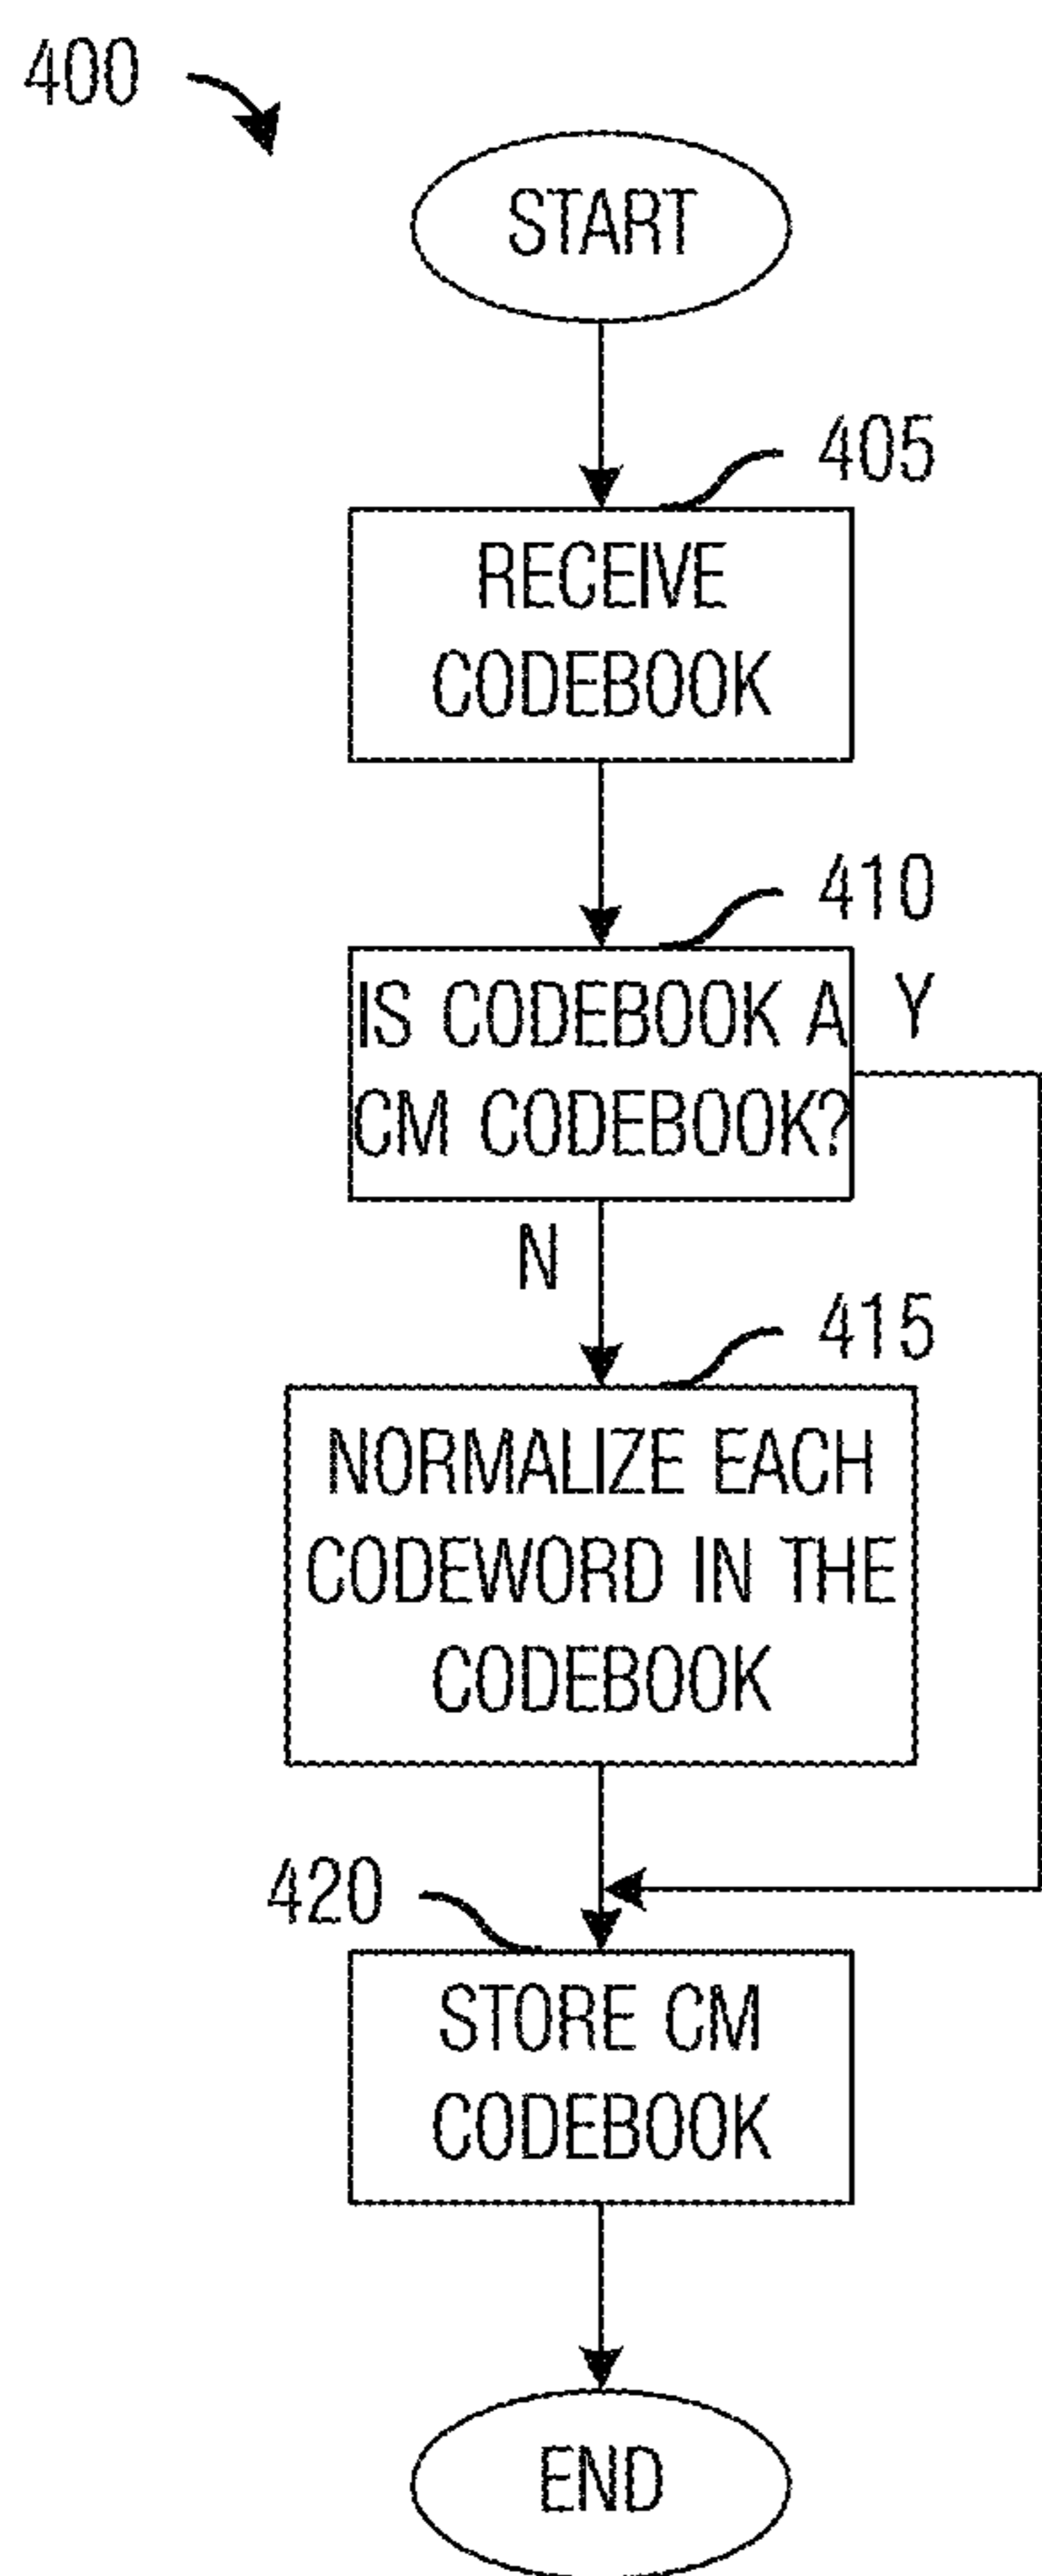 400
START
405
RECEIVE
CODEBOOK
410
IS CODEBOOK A
CM CODEBOOK?
Y
N
415
NORMALIZE EACH
CODEWORD IN THE
CODEBOOK
420
STORE CM
CODEBOOK
END